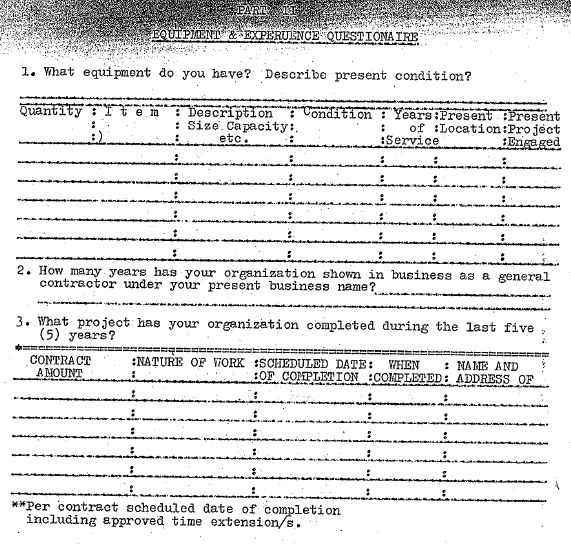 PART II
EQUIPMENT & EXPERUENCE QUESTIONAIRE
1. What equipment do you have? Describe present condition?
Quantity : I t e m : Description : Condition : Years :Present :Present
: : Size Capacity: : of :Location:Project
:) : etc. : :Service :Engaged
2. How many years has your organization shown in business as a general
contractor under your present business name?
3. What project has your organization completed during the last five
(5) years?
CONTRACT :NATURE OF WORK :SCHEDULED DATE: WHEN : NAME AND
AMOUNT : :OF COMPLETION :COMPLETED: ADDRESS OF
**Per contract scheduled date of completion
including approved time extension/s.